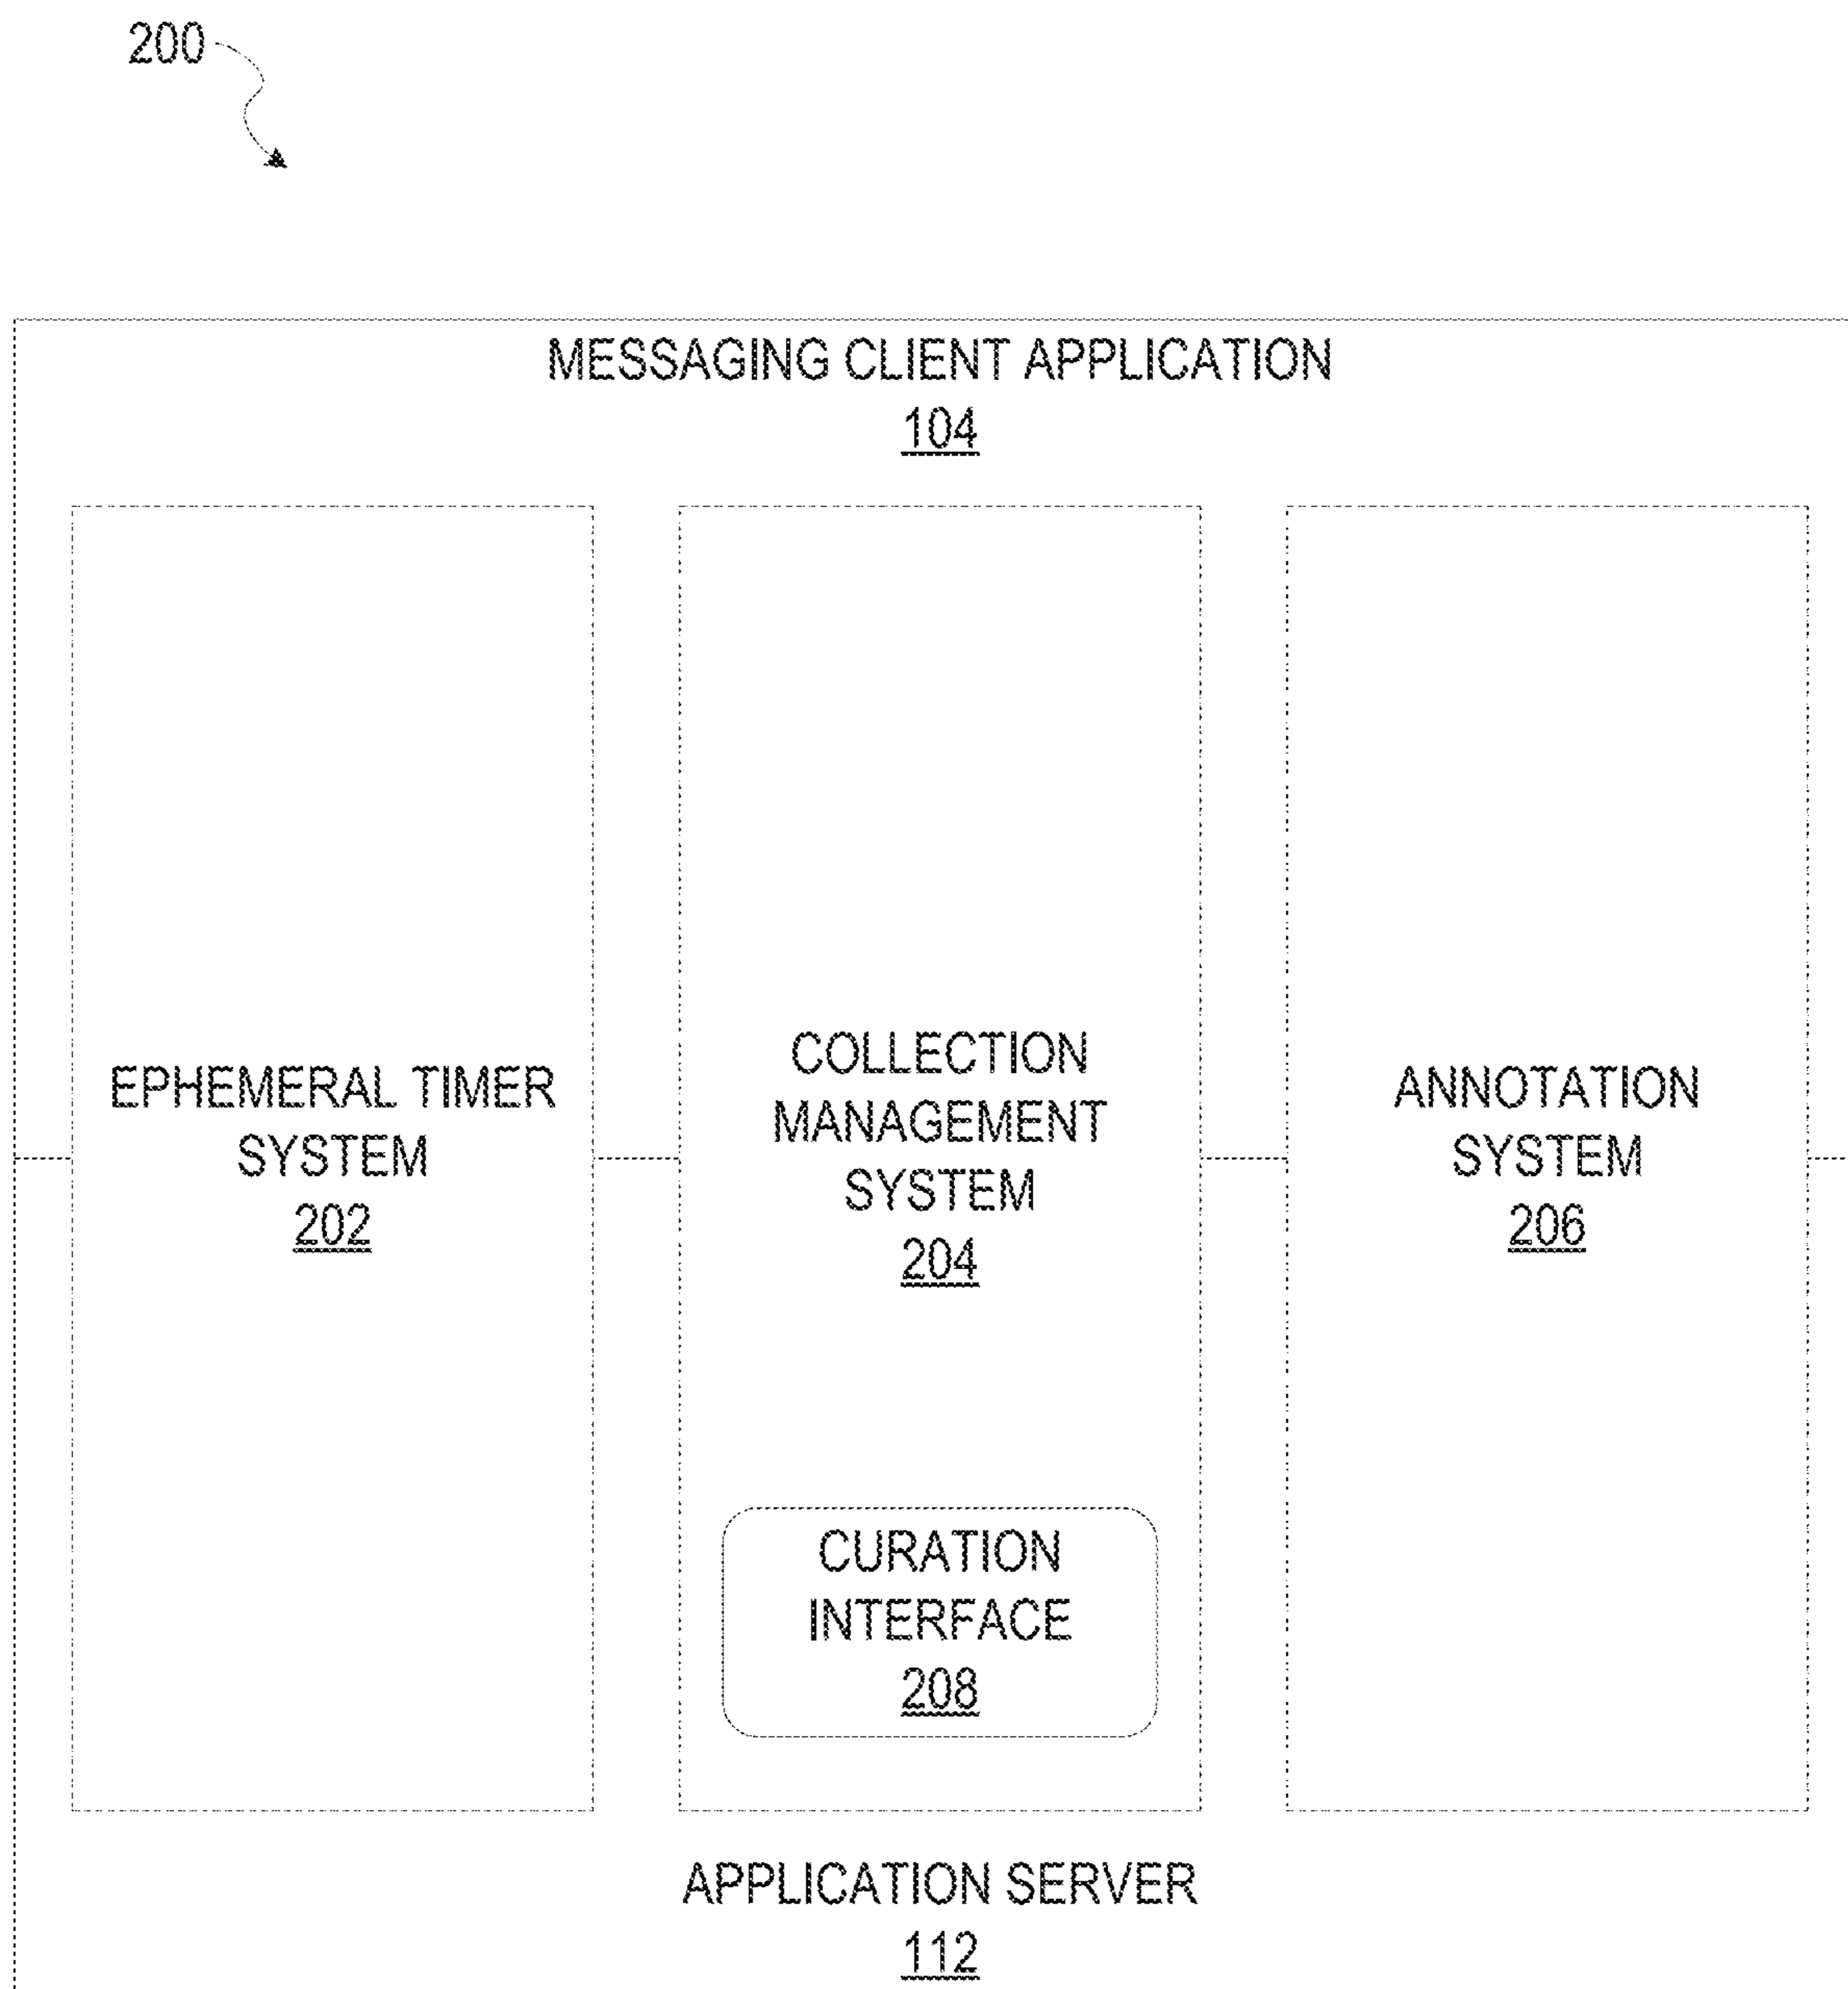 200
MESSAGING CLIENT APPLICATION
104
EPHEMERAL TIMER
SYSTEM
202
COLLECTION
MANAGEMENT
SYSTEM
204
ANNOTATION
SYSTEM
206
CURATION
INTERFACE
208
APPLICATION SERVER
112